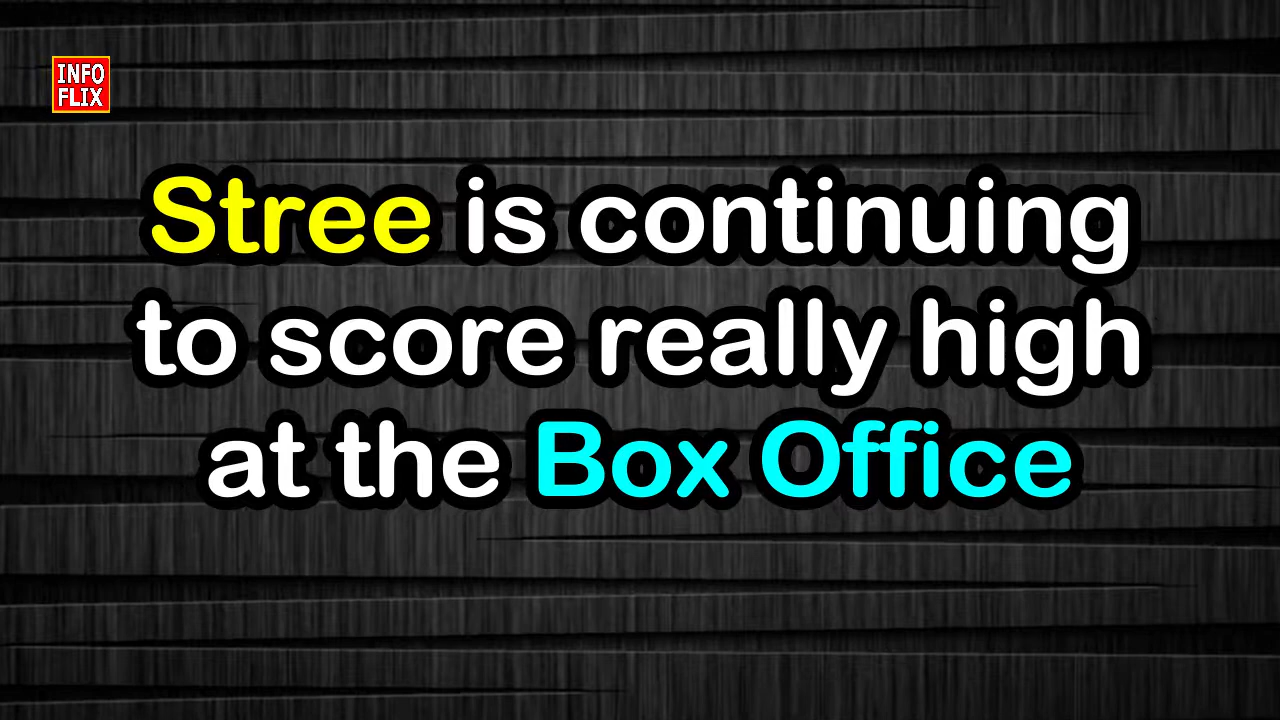 INFO
FLIX
Stree is continuing
to score really high
at the Box Office